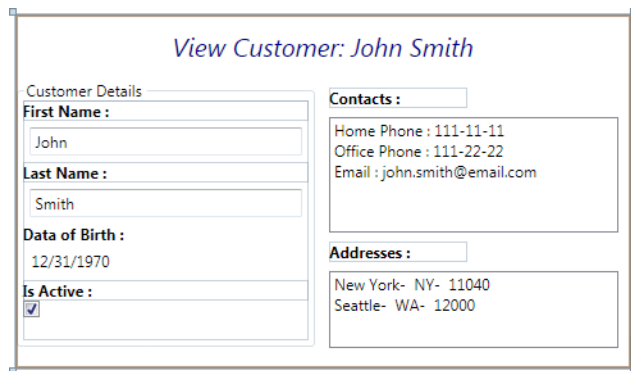 View Customer: John Smith
Customer Details
First Name :
John
Last Name :
Smith
Data of Birth :
12/31/1970
Is Active :
Contacts :
Home Phone : 111-11-11
Office Phone : 111-22-22
Email : john.smith@email.com
Addresses :
New York-  NY-  11040
Seattle-  WA-  12000